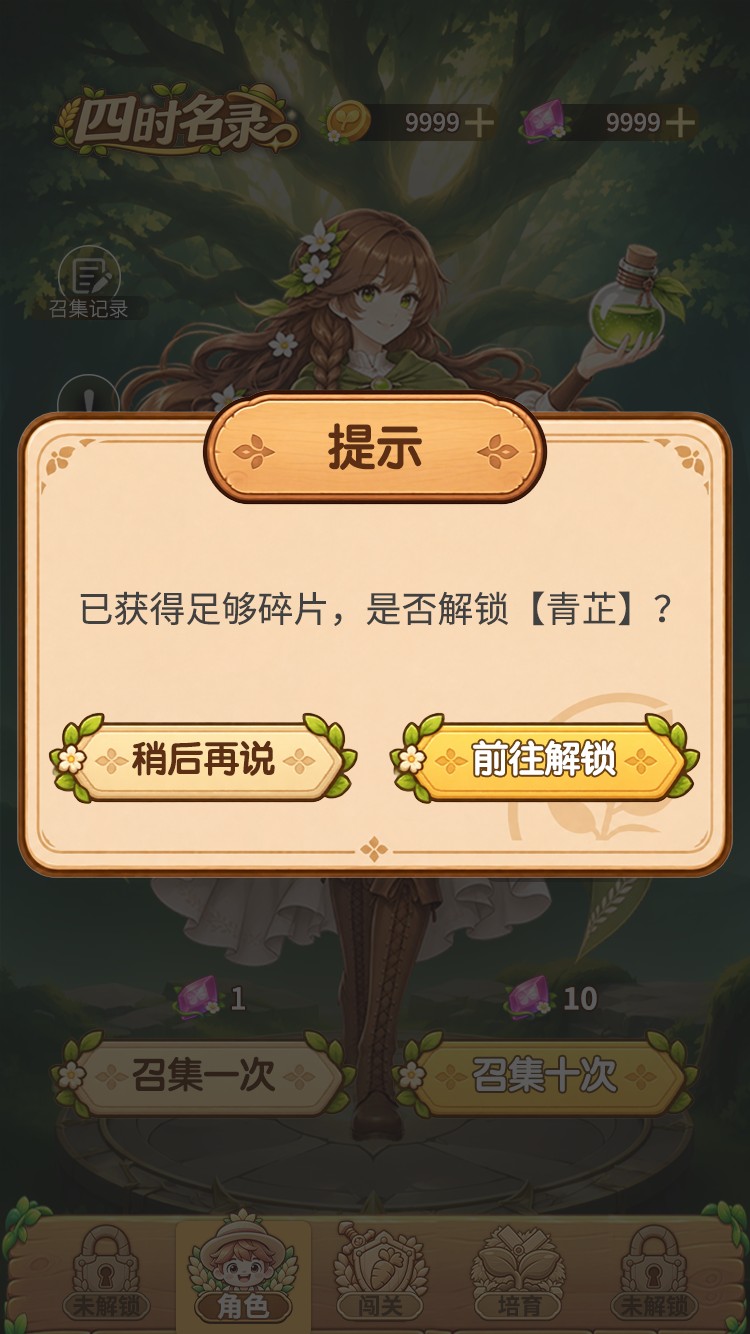 四时名录
9999
9999
召集记录
提示
已获得足够碎片，是否解锁【青芷】？
稍后再说
前往解锁
1
10
召集一次
召集十次
未解锁
角色
闯关
培育
未解锁